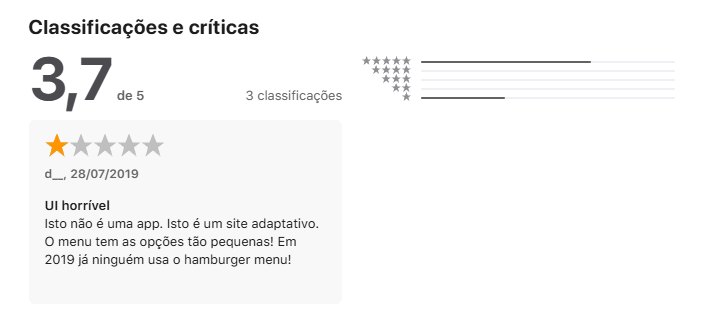 Classificações e críticas
3,7 de 5
3 classificações
d__, 28/07/2019
UI horrível
Isto não é uma app. Isto é um site adaptativo.
O menu tem as opções tão pequenas! Em
2019 já ninguém usa o hamburger menu!